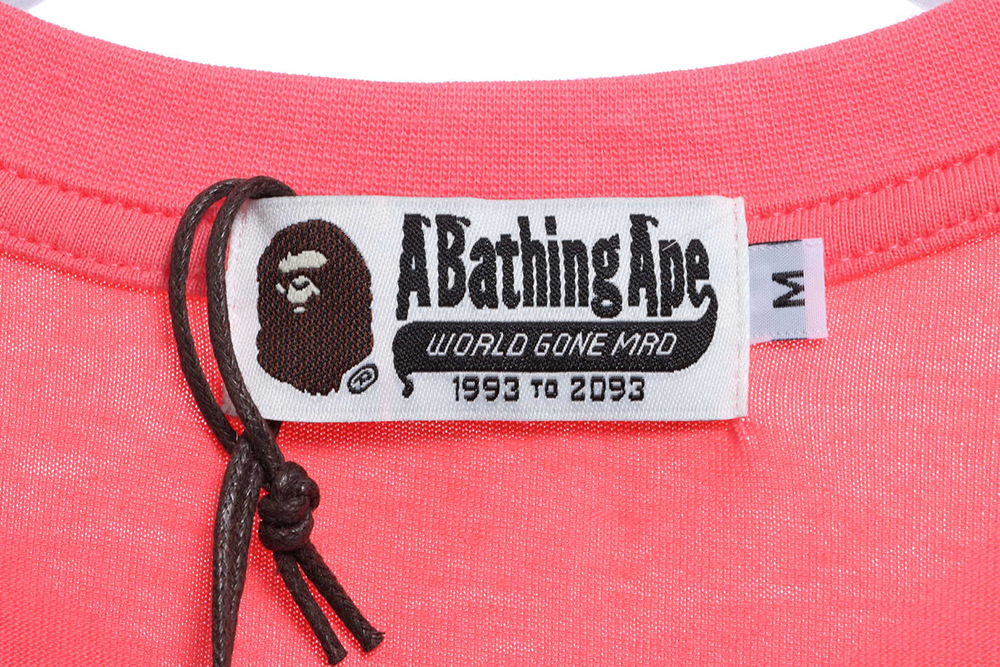 A Bathing Ape
WORLD GONE MAD
1993 TO 2093
®
M